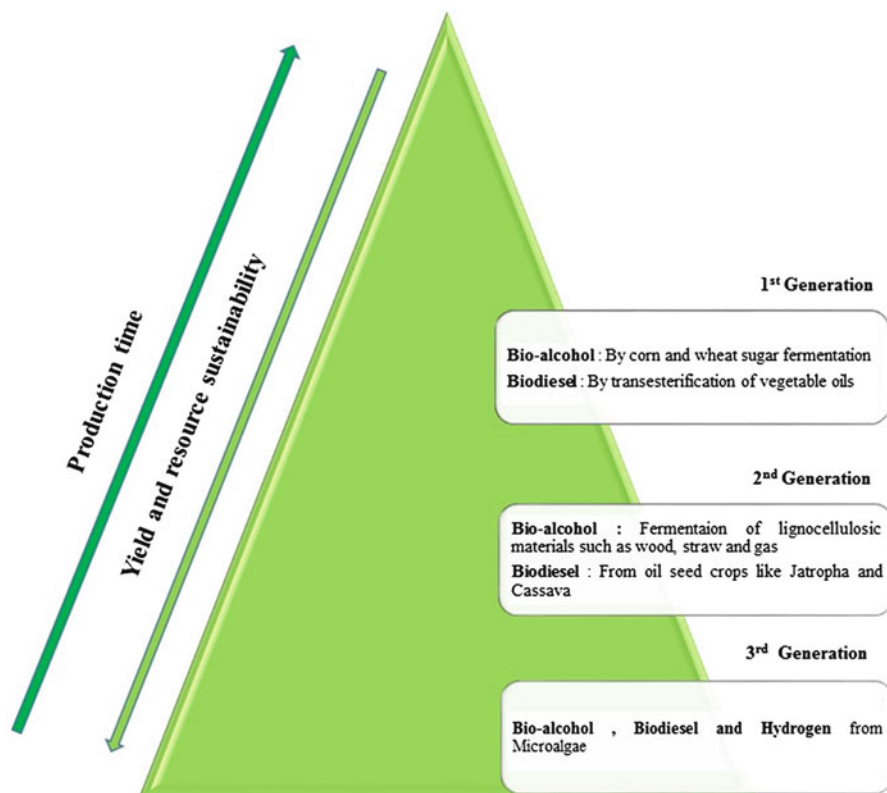 Production time
Yield and resource sustainability
1st Generation
Bio-alcohol : By corn and wheat sugar fermentation
Biodiesel : By transesterification of vegetable oils
2nd Generation
Bio-alcohol : Fermentaion of lignocellulosic
materials such as wood, straw and gas
Biodiesel : From oil seed crops like Jatropha and
Cassava
3rd Generation
Bio-alcohol , Biodiesel and Hydrogen from
Microalgae